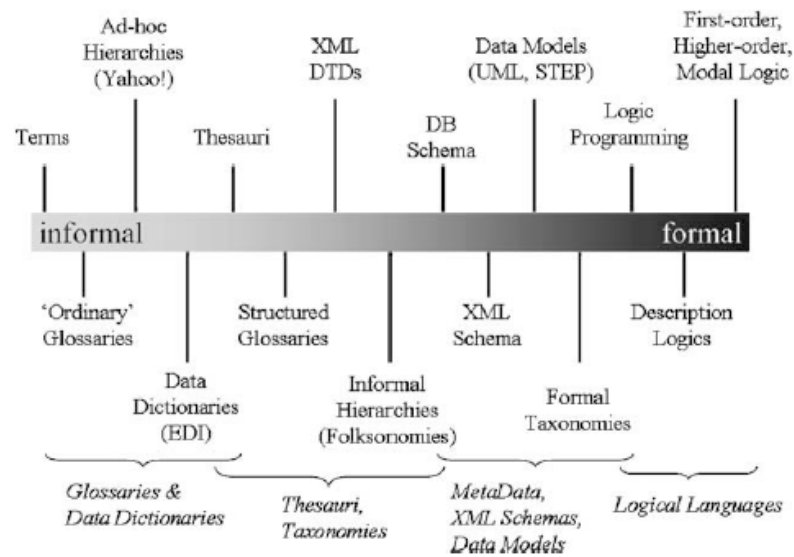 Ad-hoc
Hierarchies
(Yahoo!)
XML
DTDs
Data Models
(UML, STEP)
First-order,
Higher-order,
Modal Logic
Terms
Thesauri
DB
Schema
Logic
Programming
informal
formal
‘Ordinary’
Glossaries
Structured
Glossaries
XML
Schema
Description
Logics
Data
Dictionaries
(EDI)
Informal
Hierarchies
(Folksonomies)
Formal
Taxonomies
Glossaries &
Data Dictionaries
Thesauri,
Taxonomies
MetaData,
XML Schemas,
Data Models
Logical Languages